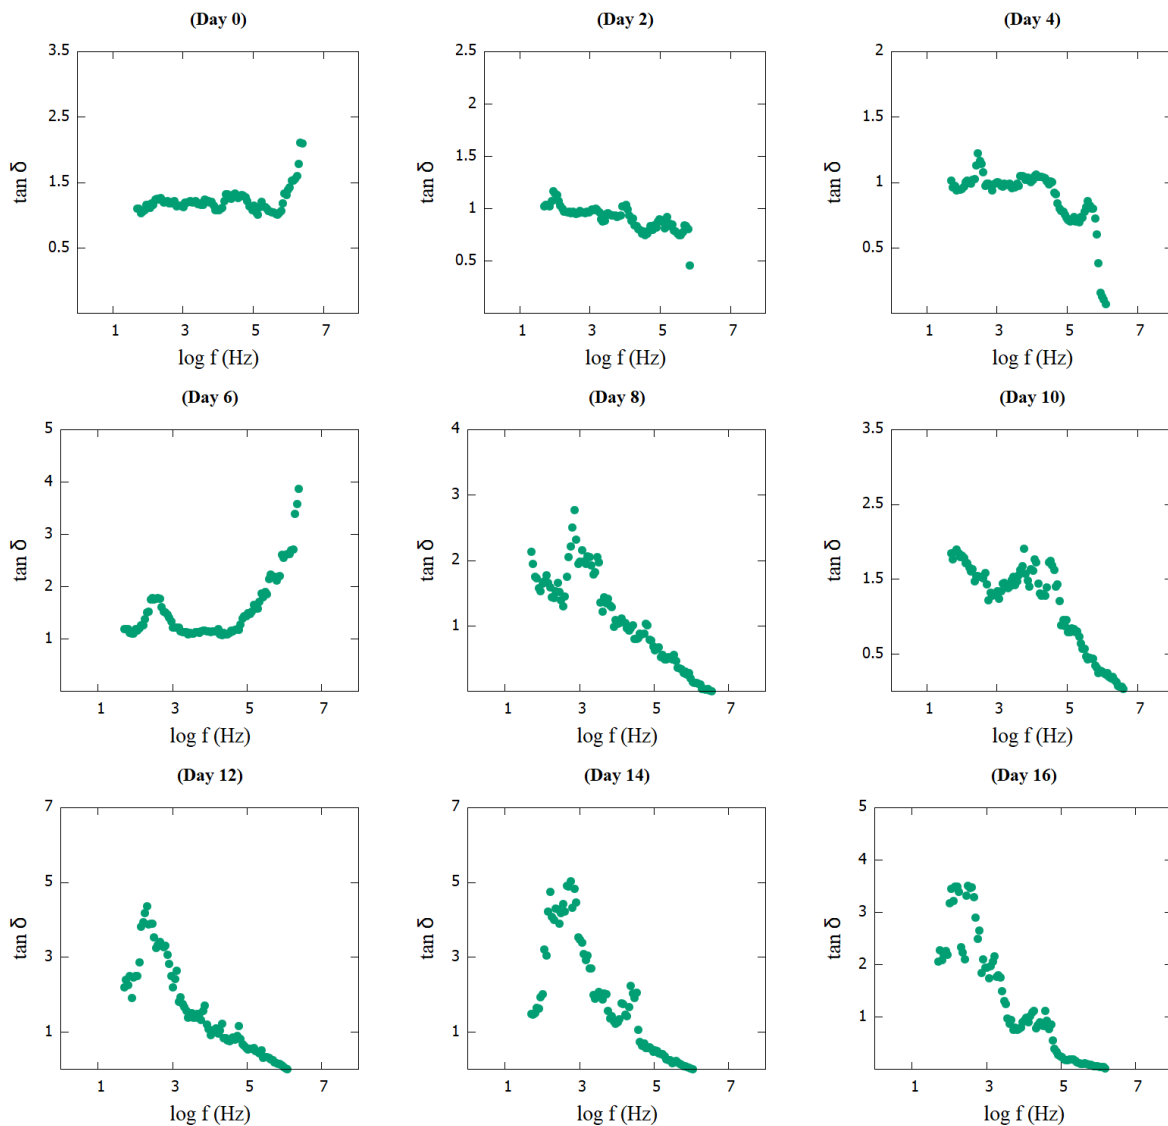 (Day 0)
3.5
2.5
1.5
0.5
tan δ
1 3 5 7
log f (Hz)
(Day 2)
2.5
2
1.5
1
0.5
tan δ
1 3 5 7
log f (Hz)
(Day 4)
2
1.5
1
0.5
tan δ
1 3 5 7
log f (Hz)
(Day 6)
5
4
3
2
1
tan δ
1 3 5 7
log f (Hz)
(Day 8)
4
3
2
1
tan δ
1 3 5 7
log f (Hz)
(Day 10)
3.5
2.5
1.5
0.5
tan δ
1 3 5 7
log f (Hz)
(Day 12)
7
5
3
1
tan δ
1 3 5 7
log f (Hz)
(Day 14)
7
5
3
1
tan δ
1 3 5 7
log f (Hz)
(Day 16)
5
4
3
2
1
tan δ
1 3 5 7
log f (Hz)